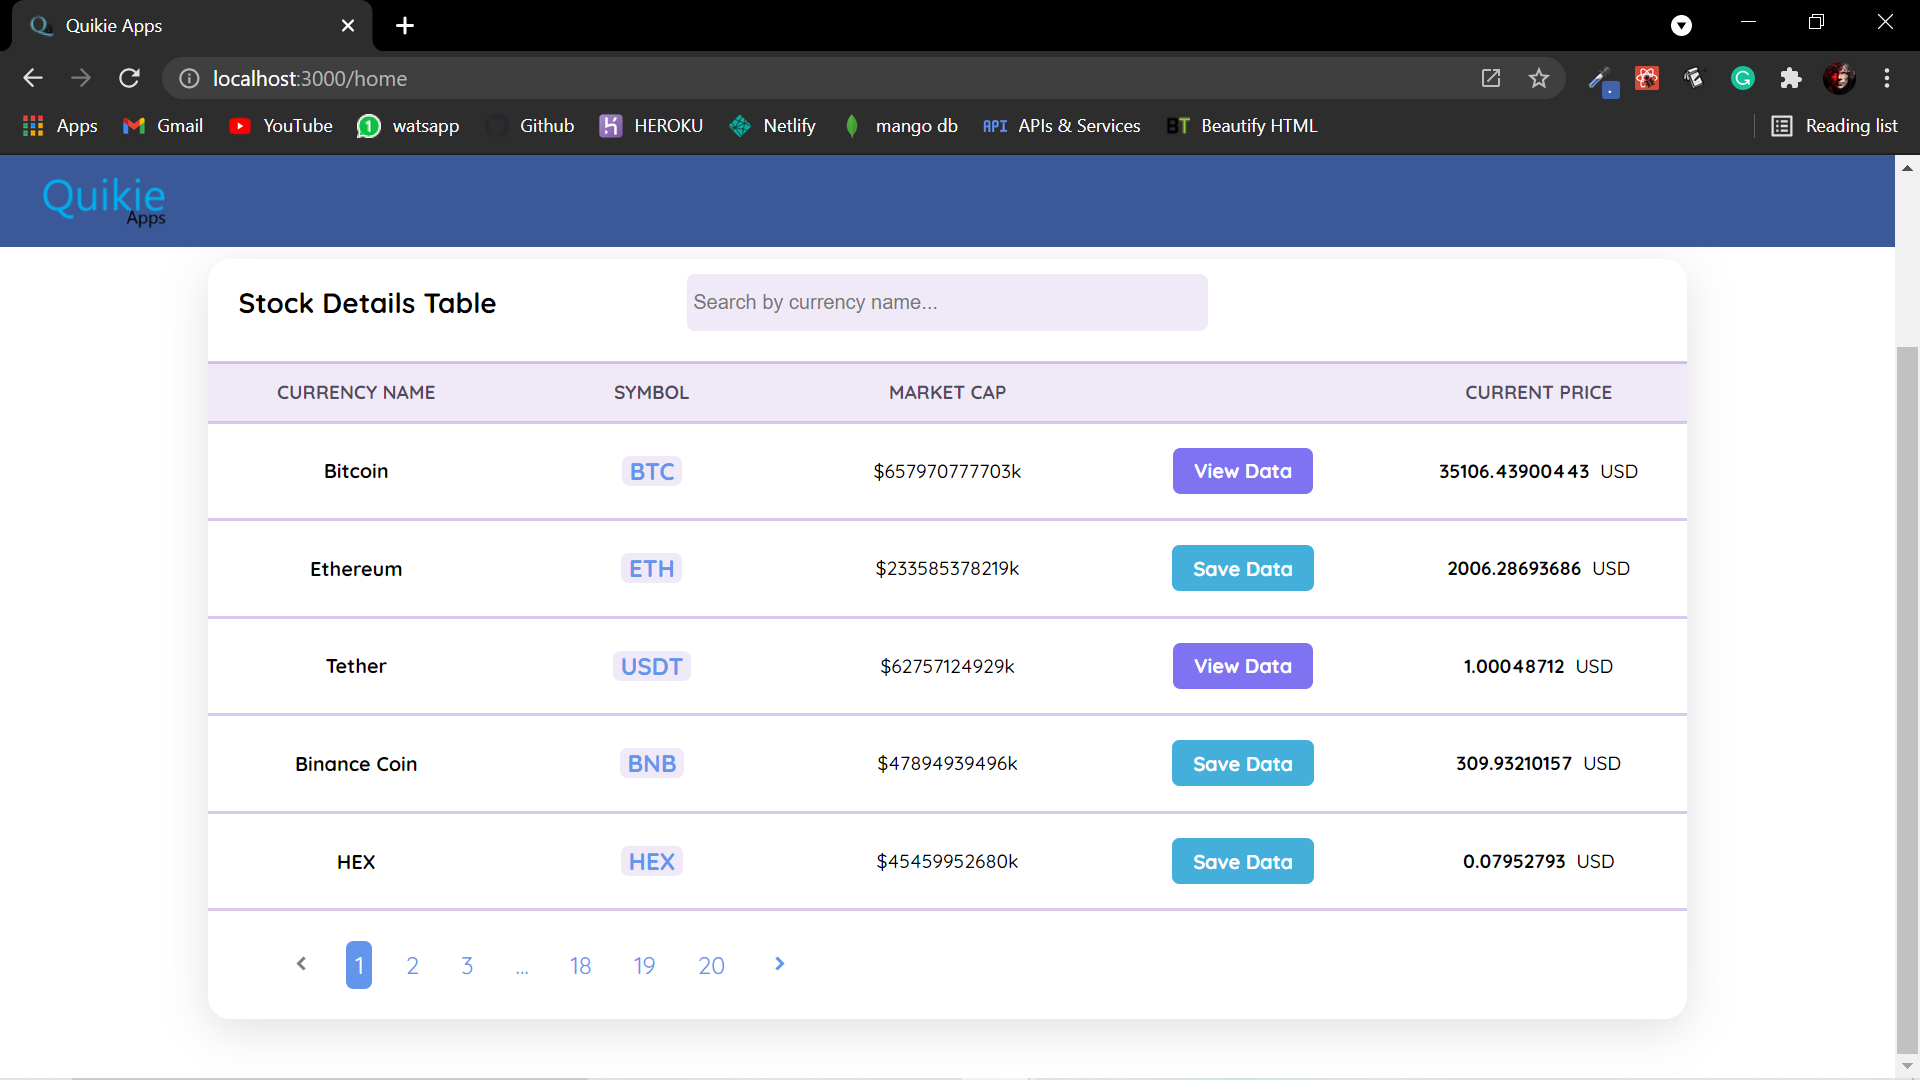 Quikie Apps
localhost:3000/home
Apps Gmail YouTube watsapp Github HEROKU Netlify mango db API APIs & Services BT Beautify HTML Reading list
Quikie
Apps
Stock Details Table
Search by currency name...
CURRENCY NAME SYMBOL MARKET CAP CURRENT PRICE
Bitcoin BTC $657970777703k View Data 35106.43900443 USD
Ethereum ETH $233585378219k Save Data 2006.28693686 USD
Tether USDT $62757124929k View Data 1.00048712 USD
Binance Coin BNB $47894939496k Save Data 309.93210157 USD
HEX HEX $45459952680k Save Data 0.07952793 USD
1 2 3 ... 18 19 20